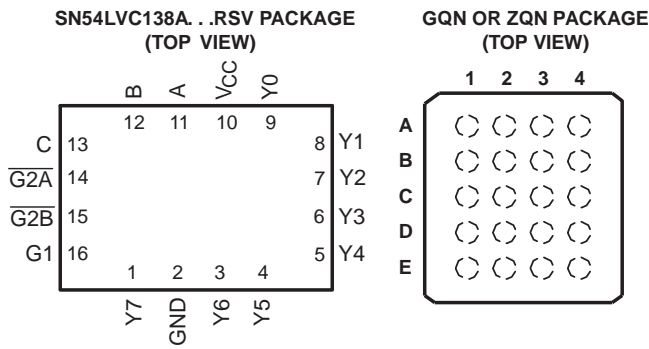 SN54LVC138A. . .RSV PACKAGE
(TOP VIEW)
B A VCC Y0
12 11 10 9
C 13 8 Y1
G2A 14 7 Y2
G2B 15 6 Y3
G1 16 5 Y4
1 2 3 4
Y7 GND Y6 Y5
GQN OR ZQN PACKAGE
(TOP VIEW)
1 2 3 4
A
B
C
D
E